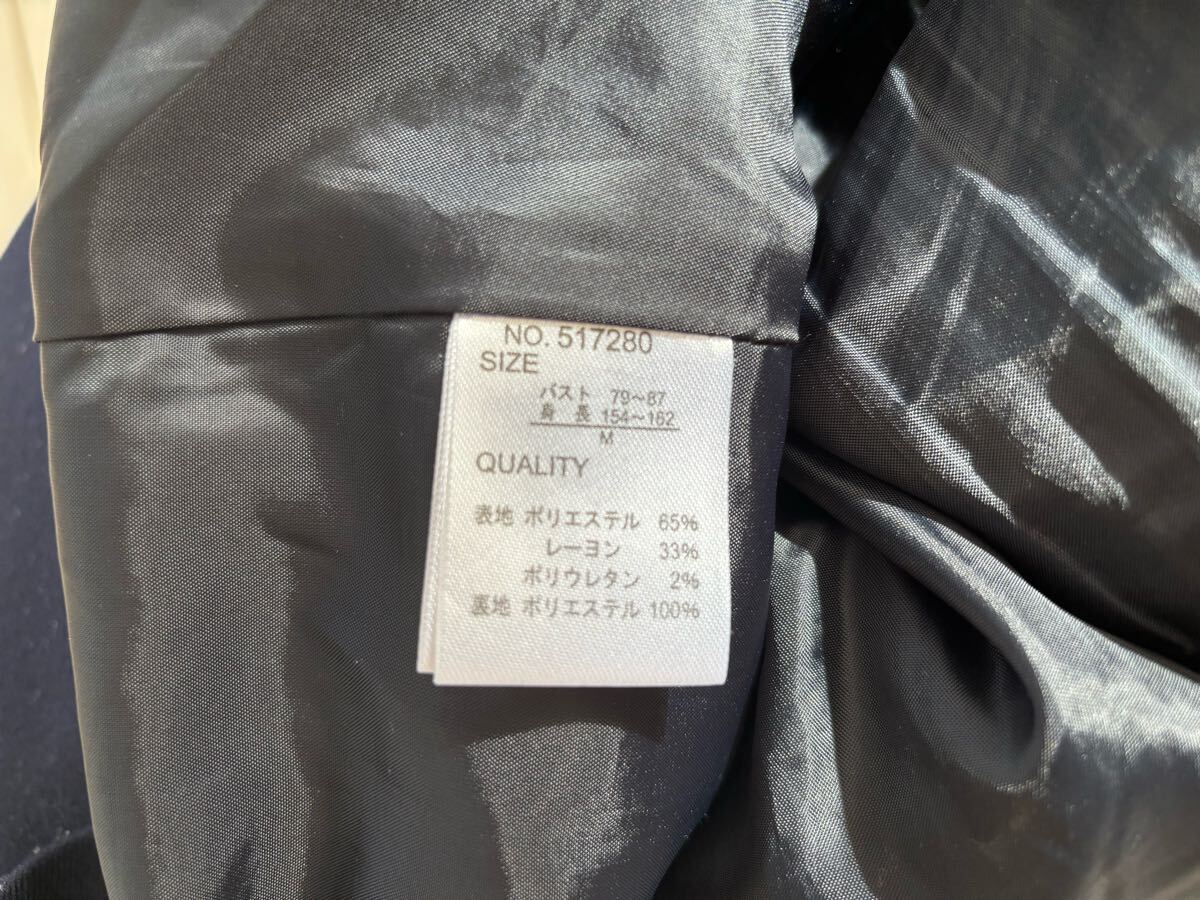 NO. 517280
SIZE
バスト 79~87
身長 154~162
M
QUALITY
表地 ポリエステル 65%
レーヨン 33%
ポリウレタン 2%
裏地 ポリエステル 100%